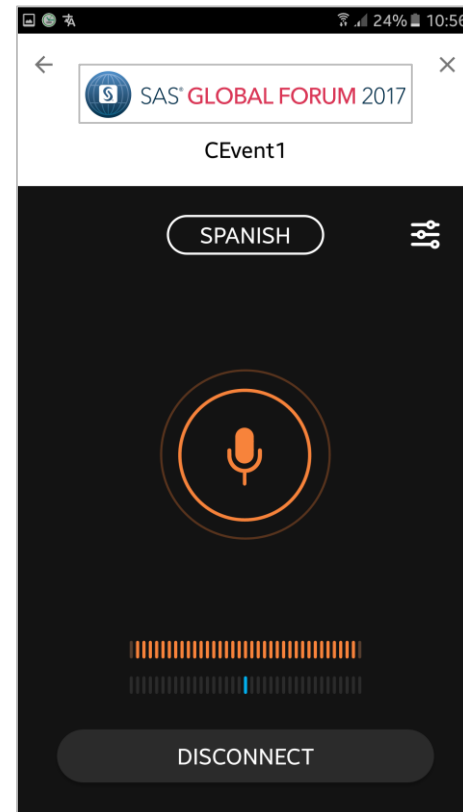 24% 10:56
SAS® GLOBAL FORUM 2017
CEvent1
SPANISH
DISCONNECT